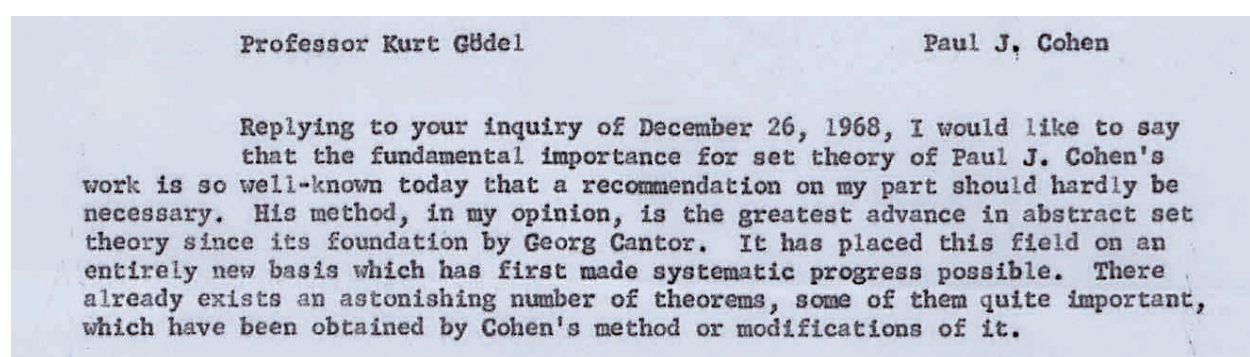 Professor Kurt Gödel Paul J. Cohen
Replying to your inquiry of December 26, 1968, I would like to say
that the fundamental importance for set theory of Paul J. Cohen's
work is so well-known today that a recommendation on my part should hardly be
necessary. His method, in my opinion, is the greatest advance in abstract set
theory since its foundation by Georg Cantor. It has placed this field on an
entirely new basis which has first made systematic progress possible. There
already exists an astonishing number of theorems, some of them quite important,
which have been obtained by Cohen's method or modifications of it.